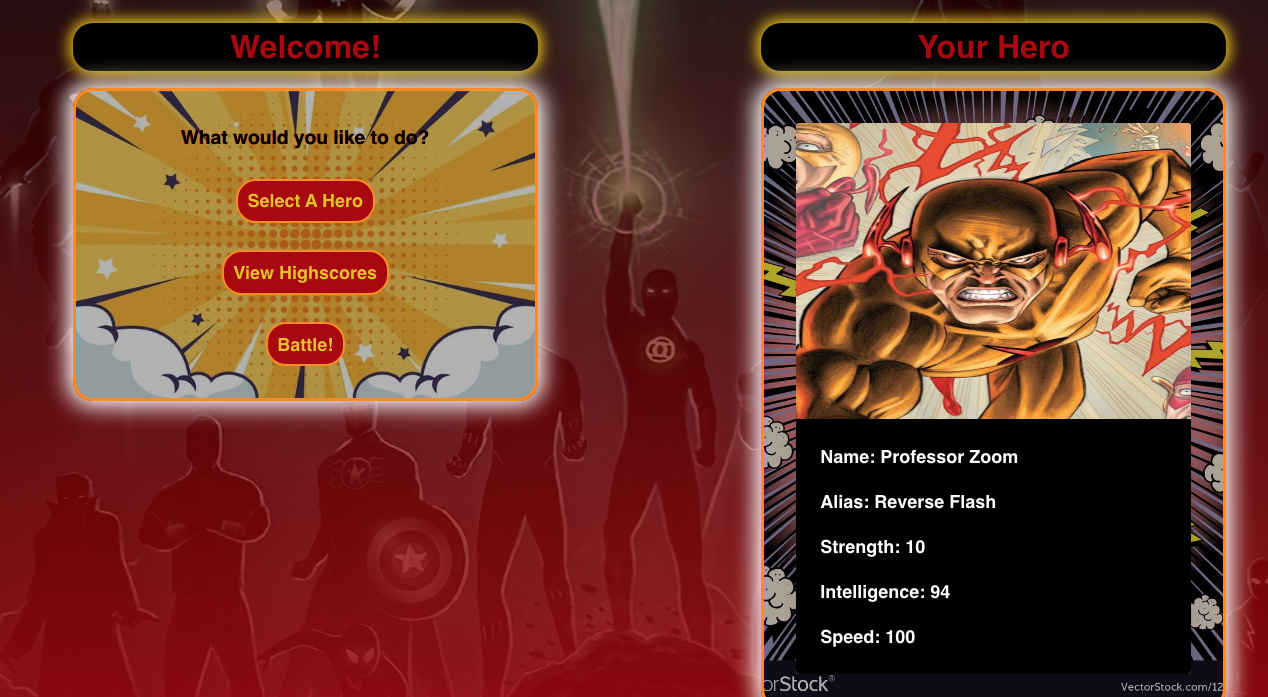 Welcome!
What would you like to do?
Select A Hero
View Highscores
Battle!
Your Hero
Name: Professor Zoom
Alias: Reverse Flash
Strength: 10
Intelligence: 94
Speed: 100
orStock®
VectorStock.com/12